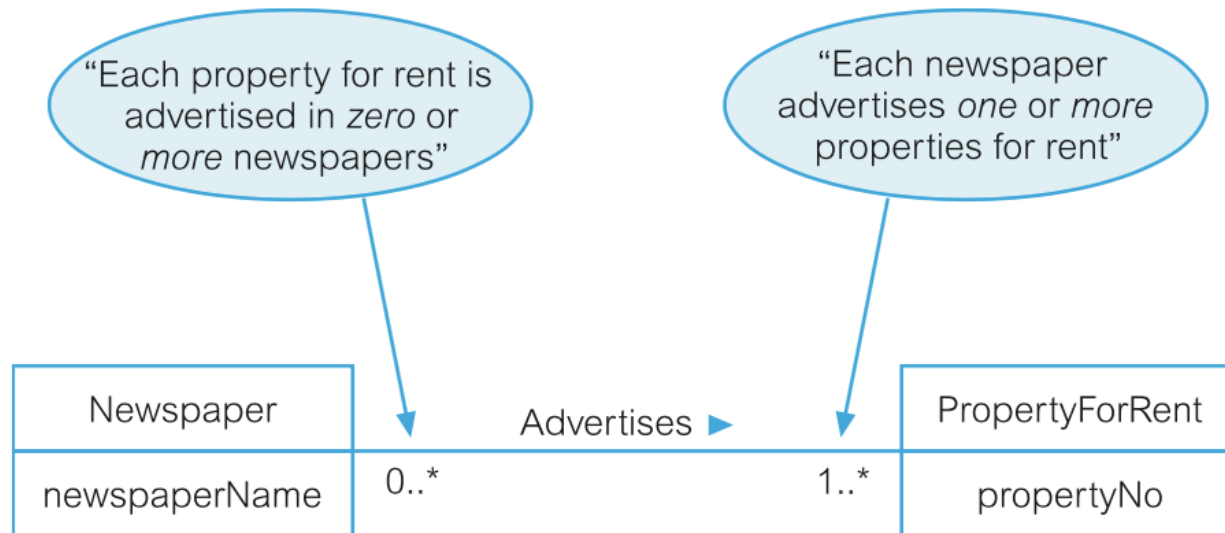 “Each property for rent is
advertised in zero or
more newspapers”
“Each newspaper
advertises one or more
properties for rent”
Newspaper
Advertises ►
PropertyForRent
newspaperName
0..*
1..*
propertyNo